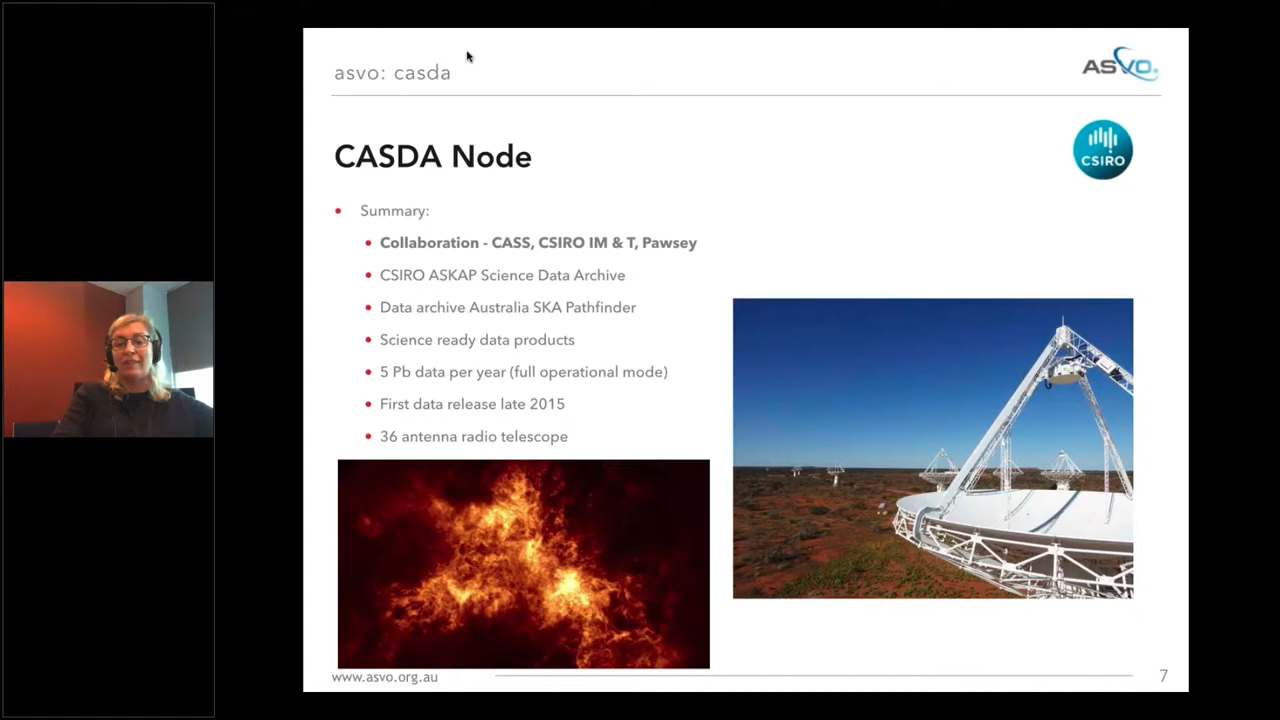 asvo: casda
ASVO
CASDA Node
CSIRO
Summary:
Collaboration - CASS, CSIRO IM & T, Pawsey
CSIRO ASKAP Science Data Archive
Data archive Australia SKA Pathfinder
Science ready data products
5 Pb data per year (full operational mode)
First data release late 2015
36 antenna radio telescope
www.asvo.org.au
7